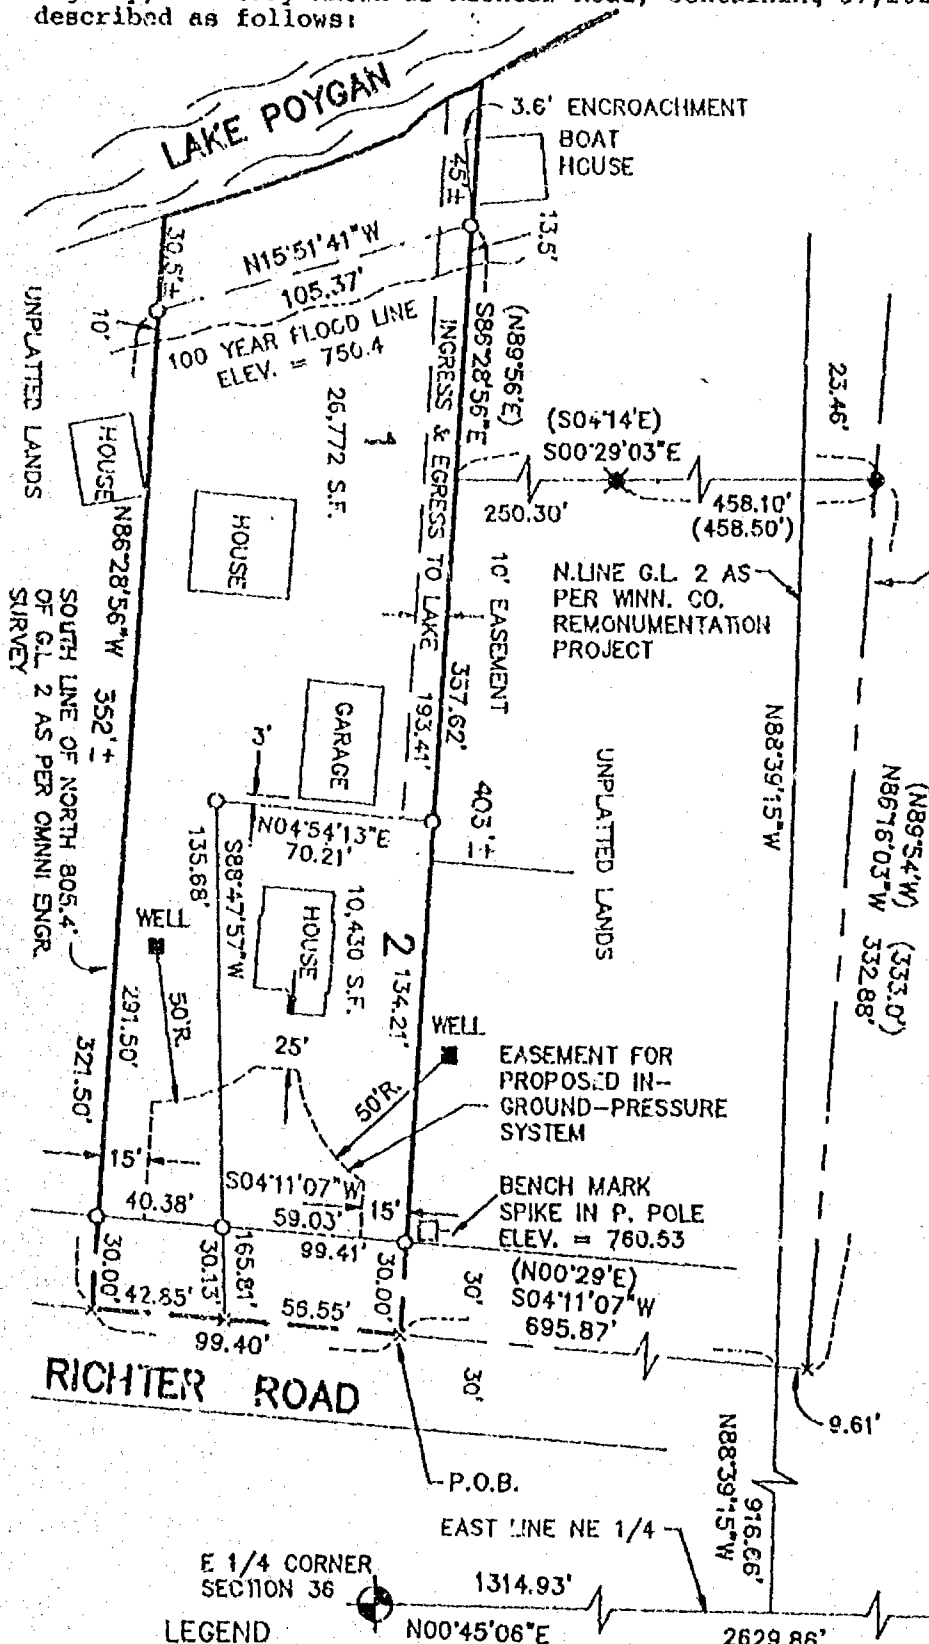 described as follows:
LAKE POYGAN
3.6' ENCROACHMENT
BOAT
HOUSE
45'±
13.5'
30.5'±
N15°51'41"W
105.37'
10'
100 YEAR FLOOD LINE
ELEV. = 750.4
UNPLATTED LANDS
(N89°56'E)
S86°28'56"E
INGRESS & EGRESS TO LAKE
26,772 S.F.
1
(S04°14'E)
S00°29'03"E
23.46'
250.30'
458.10'
(458.50')
HOUSE
HOUSE
N86°28'56"W 352'±
10' EASEMENT
N.LINE G.L. 2 AS
PER WINN. CO.
REMONUMENTATION
PROJECT
SOUTH LINE OF NORTH 805.4'
OF G.L. 2 AS PER OMNNI ENGR.
SURVEY
GARAGE
357.62'
193.41'
3'
N04°54'13"E
70.21'
40.3'±
UNPLATTED LANDS
N88°39'15"W
(N89°54'W) (333.0')
N86°16'03"W 332.88'
135.68'
S88°47'57"W
WELL
HOUSE
10,430 S.F.
2
134.21'
WELL
50'R.
50'R.
25'
EASEMENT FOR
PROPOSED IN-
GROUND-PRESSURE
SYSTEM
291.50'
321.50'
15'
40.38'
S04°11'07"W
59.03'
15'
99.41'
BENCH MARK
SPIKE IN P. POLE
ELEV. = 760.53
30.00'
42.85'
30.13'
165.81'
56.55'
30.00'
99.40'
30'
30'
(N00°29'E)
S04°11'07"W
695.87'
RICHTER ROAD
9.61'
P.O.B.
N88°39'15"W
916.66'
EAST LINE NE 1/4
E 1/4 CORNER
SECTION 36
1314.93'
LEGEND
N00°45'06"E
2629.86'